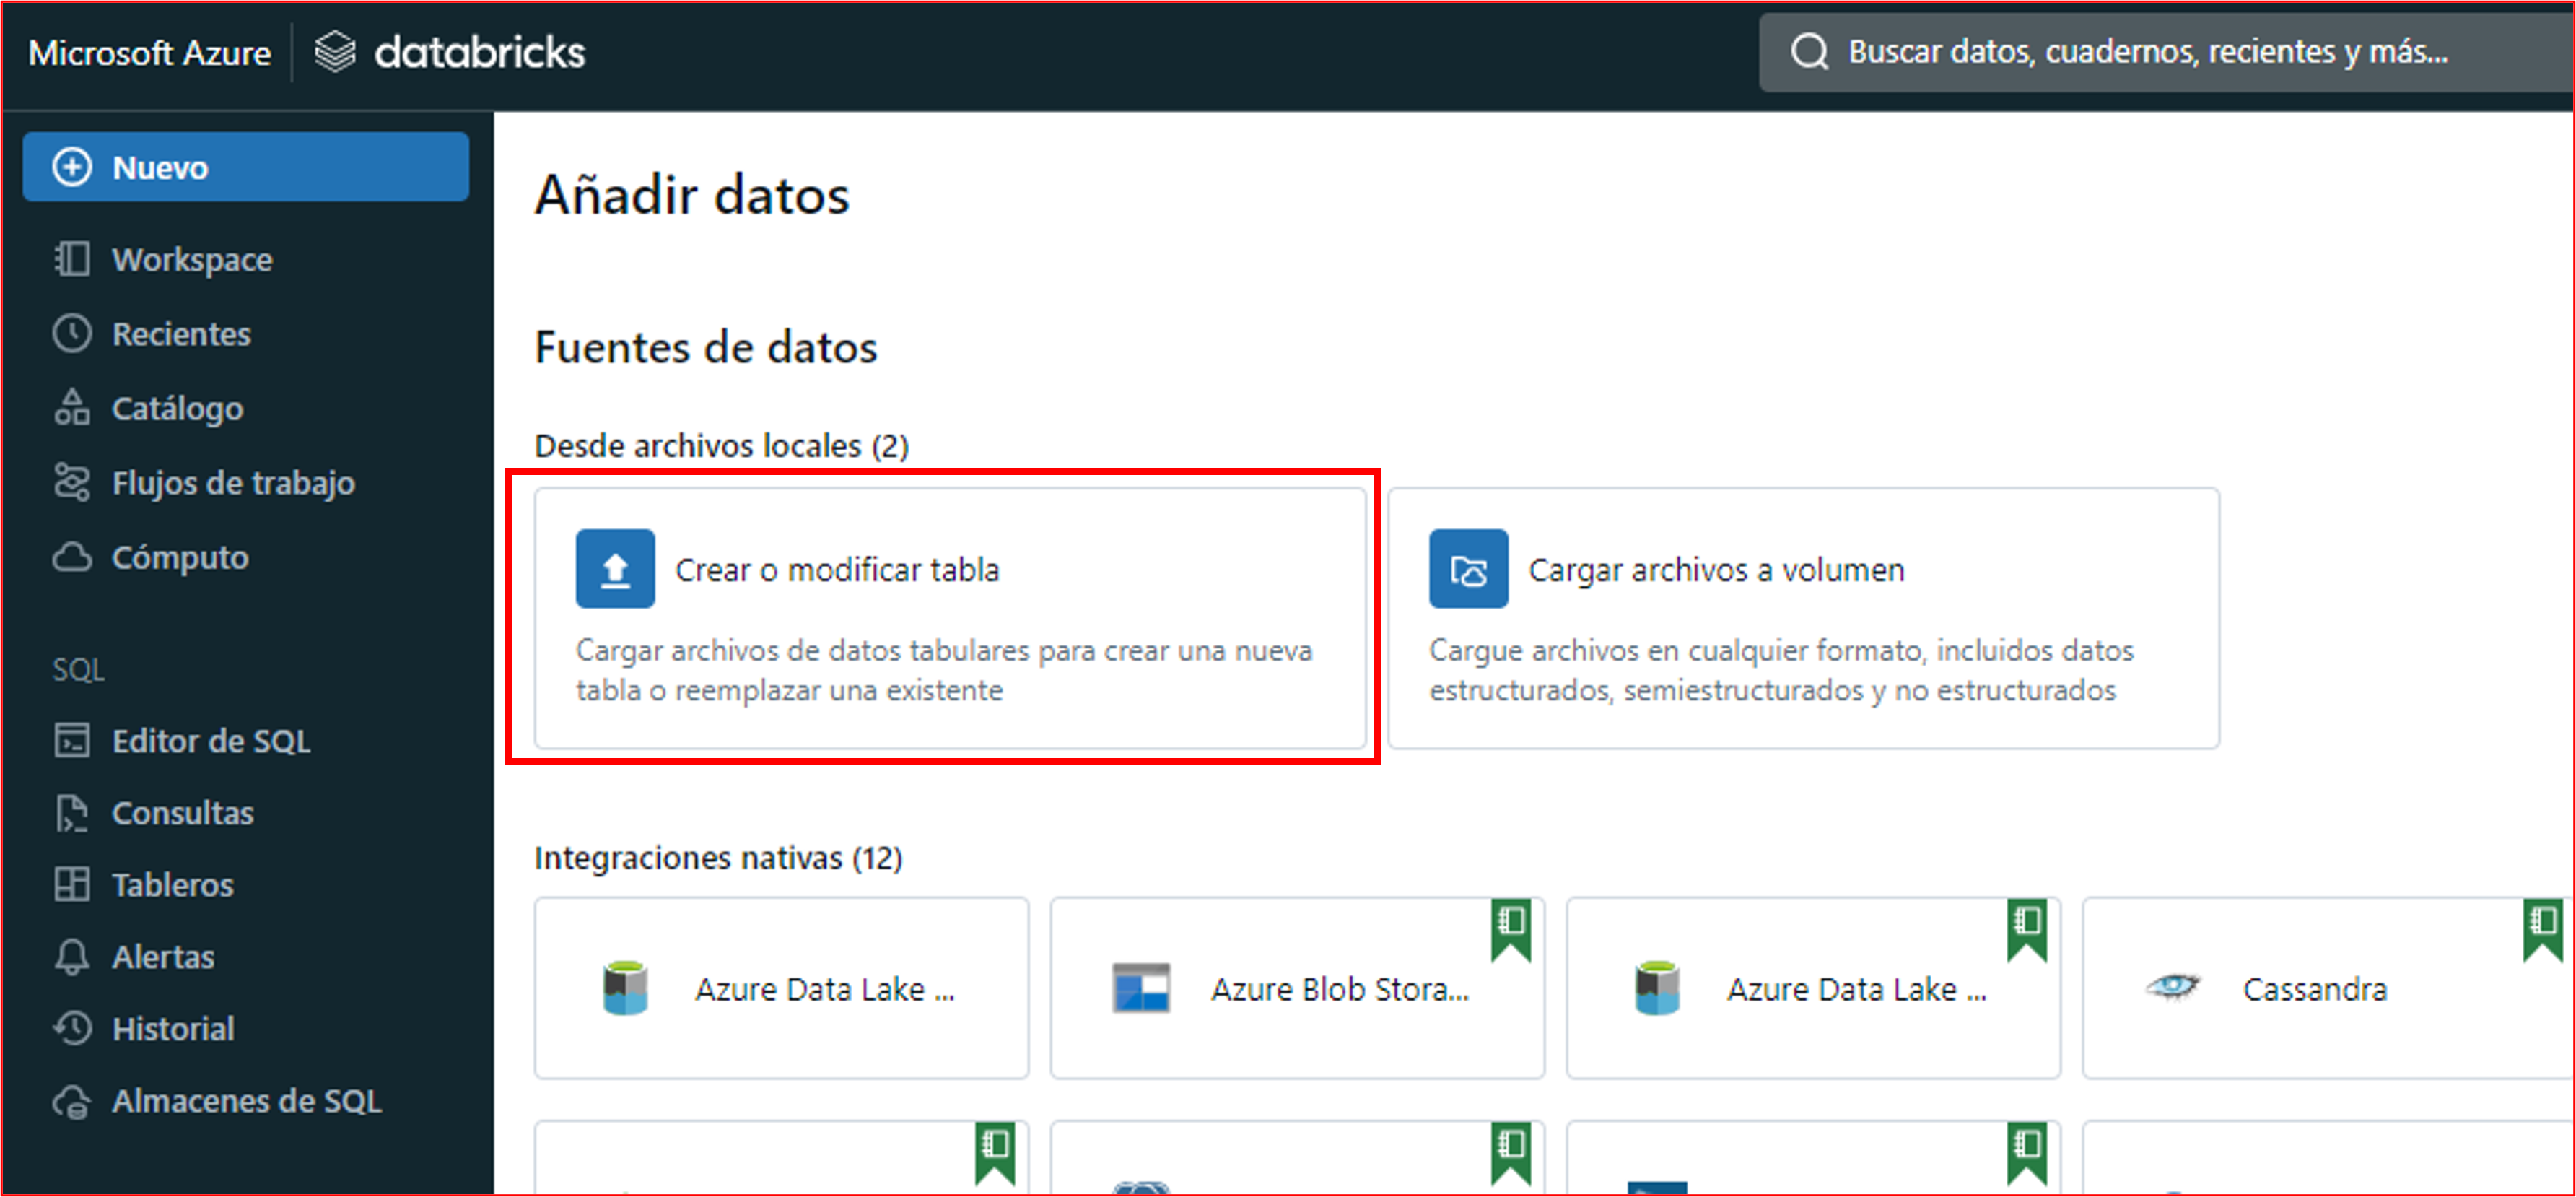 Microsoft Azure
databricks
Buscar datos, cuadernos, recientes y más...
Nuevo
Workspace
Recientes
Catálogo
Flujos de trabajo
Cómputo
SQL
Editor de SQL
Consultas
Tableros
Alertas
Historial
Almacenes de SQL
Añadir datos
Fuentes de datos
Desde archivos locales (2)
Crear o modificar tabla
Cargar archivos de datos tabulares para crear una nueva
tabla o reemplazar una existente
Cargar archivos a volumen
Cargue archivos en cualquier formato, incluidos datos
estructurados, semiestructurados y no estructurados
Integraciones nativas (12)
Azure Data Lake ...
Azure Blob Stora...
Azure Data Lake ...
Cassandra